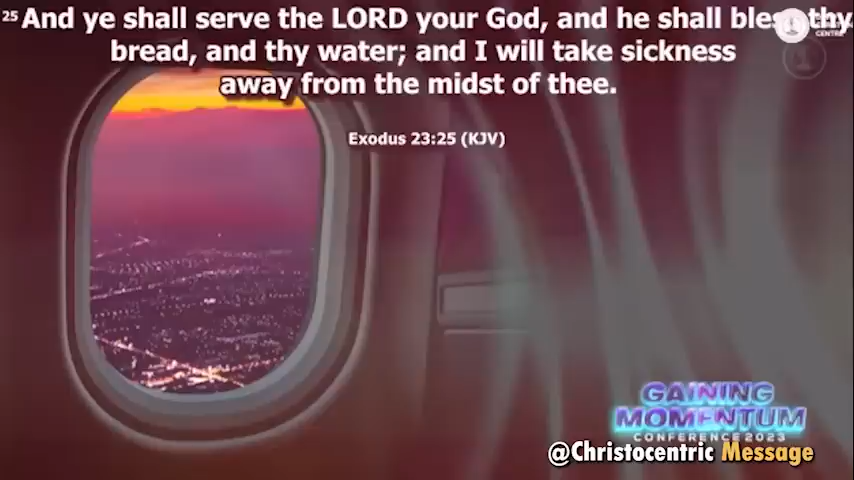 25 And ye shall serve the LORD your God, and he shall bless thy
bread, and thy water; and I will take sickness
away from the midst of thee.
Exodus 23:25 (KJV)
CENTRE
GAINING
MOMENTUM
CONFERENCE 2023
@Christocentric Message